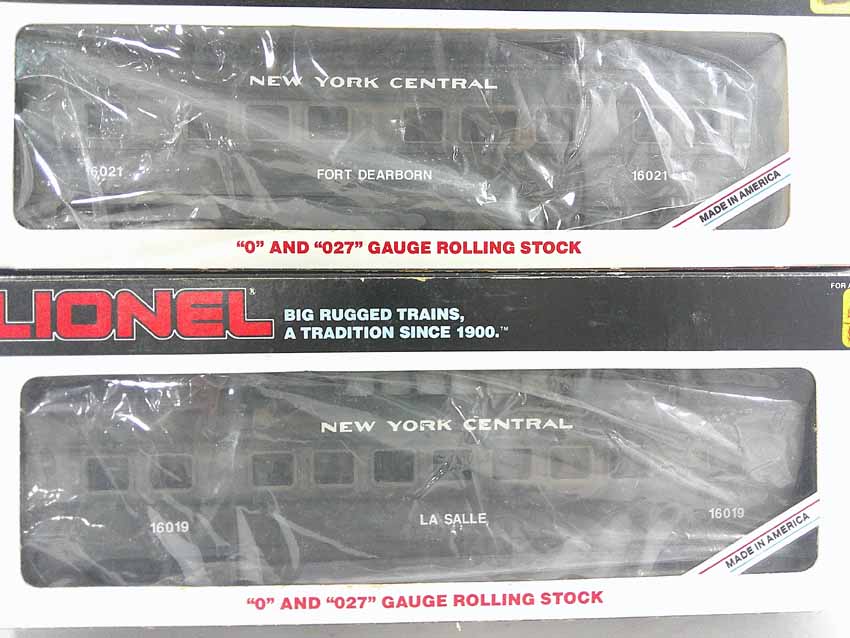 NEW YORK CENTRAL
16021 FORT DEARBORN 16021
MADE IN AMERICA
"O" AND "027" GAUGE ROLLING STOCK
LIONEL®
BIG RUGGED TRAINS,
A TRADITION SINCE 1900.™
FOR
NEW YORK CENTRAL
16019 LA SALLE 16019
MADE IN AMERICA
"O" AND "027" GAUGE ROLLING STOCK